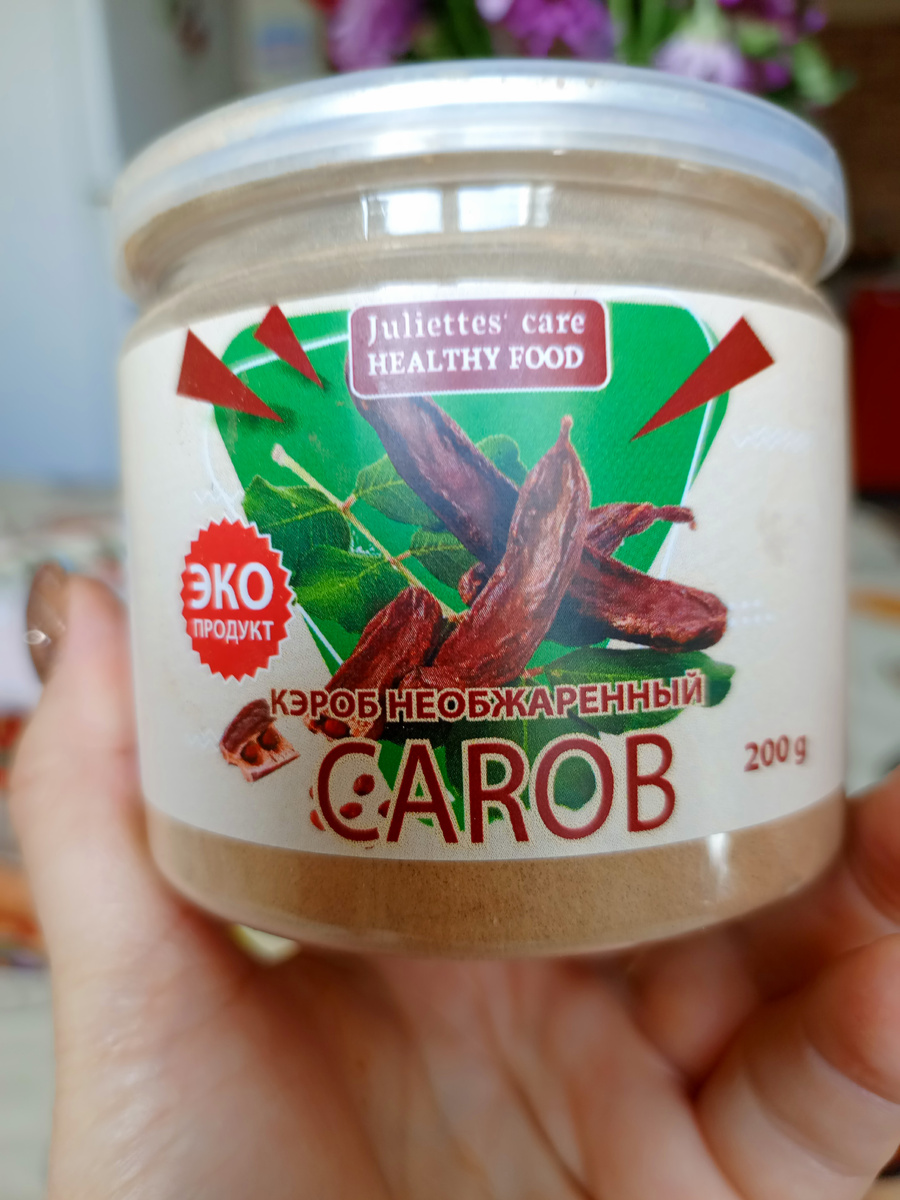 Juliettes' care
HEALTHY FOOD
ЭКО
ПРОДУКТ
КЭРОБ НЕОБЖАРЕННЫЙ
CAROB
200 g